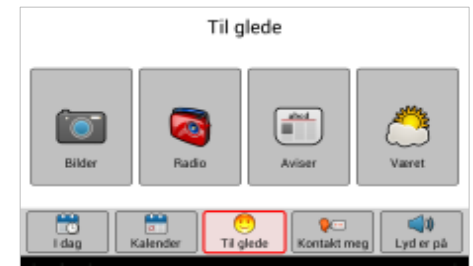 Til glede
Bilder
Radio
Aviser
Været
I dag
Kalender
Til glede
Kontakt meg
Lyd er på